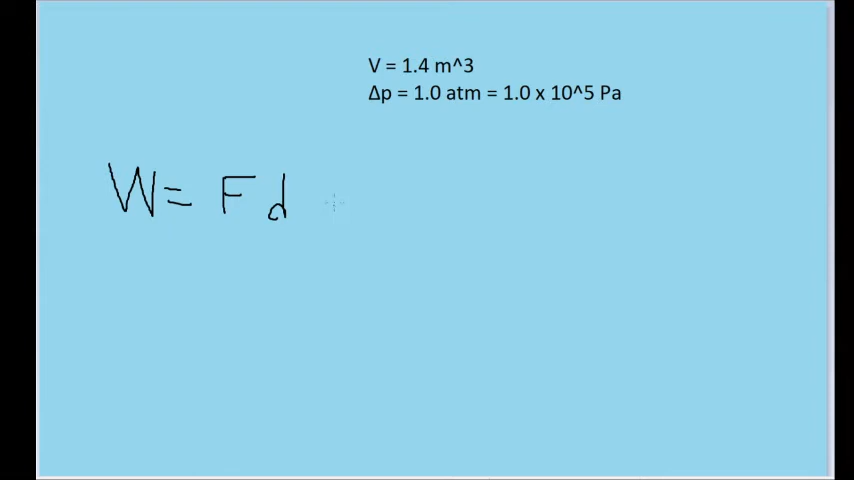 V = 1.4 m^3
Δp = 1.0 atm = 1.0 x 10^5 Pa
W = Fd